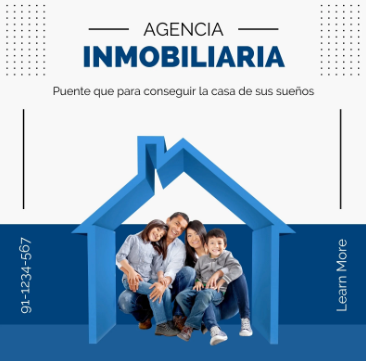 AGENCIA
INMOBILIARIA
Puente que para conseguir la casa de sus sueños
91-1234-567
Learn More